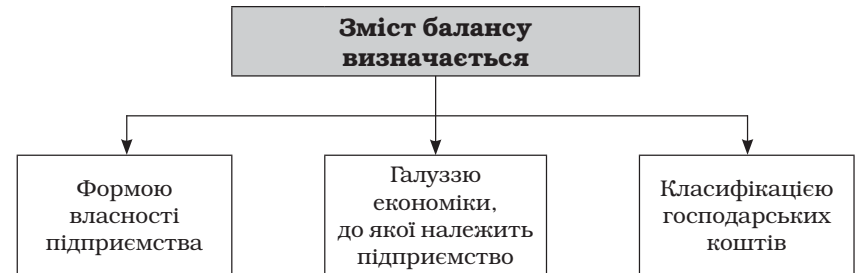 Зміст балансу
визначається
Формою
власності
підприємства
Галуззю
економіки,
до якої належить
підприємство
Класифікацією
господарських
коштів